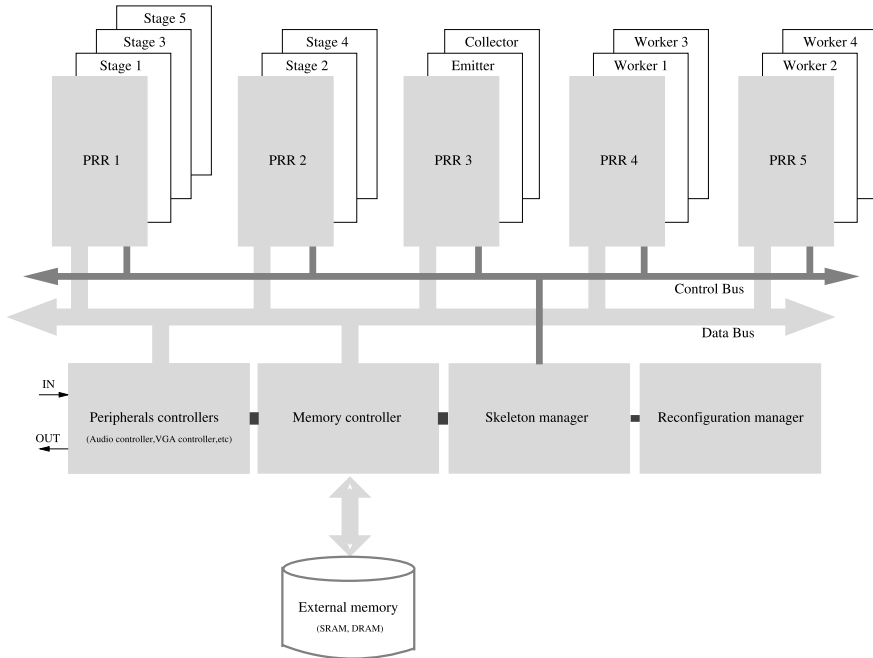 Stage 5
Stage 3
Stage 4
Collector
Worker 3
Worker 4
Stage 1
Stage 2
Emitter
Worker 1
Worker 2
PRR 1
PRR 2
PRR 3
PRR 4
PRR 5
Control Bus
Data Bus
IN
OUT
Peripherals controllers
(Audio controller,VGA controller,etc)
Memory controller
Skeleton manager
Reconfiguration manager
External memory
(SRAM, DRAM)